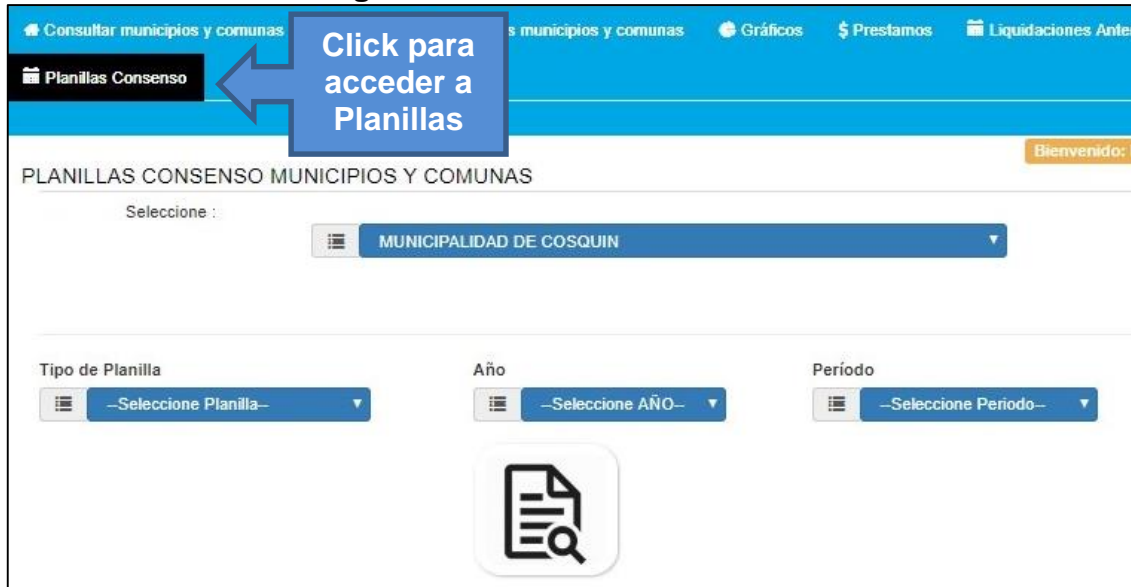 Consultar municipios y comunas
s municipios y comunas
Gráficos
$ Prestamos
Liquidaciones Ante
Planillas Consenso
Click para
acceder a
Planillas
Bienvenido:
PLANILLAS CONSENSO MUNICIPIOS Y COMUNAS
Seleccione :
MUNICIPALIDAD DE COSQUIN
Tipo de Planilla
Año
Período
--Seleccione Planilla--
--Seleccione AÑO--
--Seleccione Periodo--